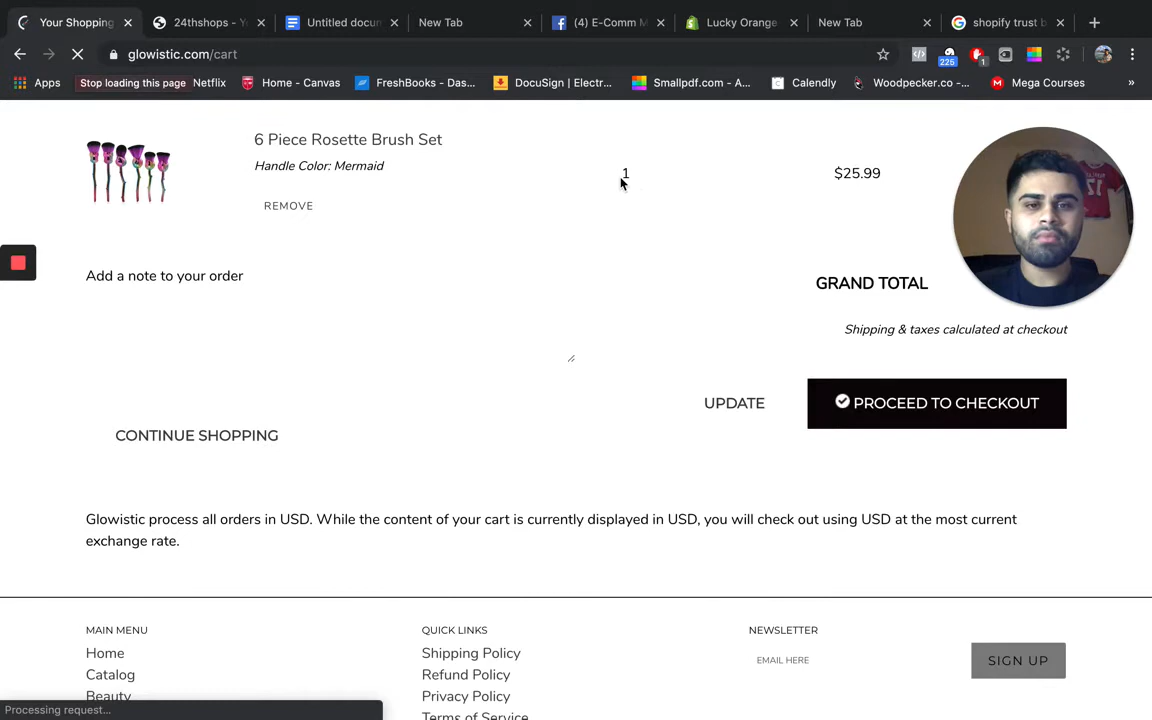 Your Shopping
24thshops - Y
Untitled docun
New Tab
(4) E-Comm M
Lucky Orange
New Tab
shopify trust b
glowistic.com/cart
225
1
Apps
Stop loading this page
Netflix
Home - Canvas
FreshBooks - Das...
DocuSign | Electr...
Smallpdf.com - A...
Calendly
Woodpecker.co -...
Mega Courses
»
6 Piece Rosette Brush Set
Handle Color: Mermaid
REMOVE
1
$25.99
17
Add a note to your order
GRAND TOTAL
Shipping & taxes calculated at checkout
UPDATE
PROCEED TO CHECKOUT
CONTINUE SHOPPING
Glowistic process all orders in USD. While the content of your cart is currently displayed in USD, you will check out using USD at the most current
exchange rate.
MAIN MENU
Home
Catalog
Beauty
QUICK LINKS
Shipping Policy
Refund Policy
Privacy Policy
Terms of Service
NEWSLETTER
EMAIL HERE
SIGN UP
Processing request...